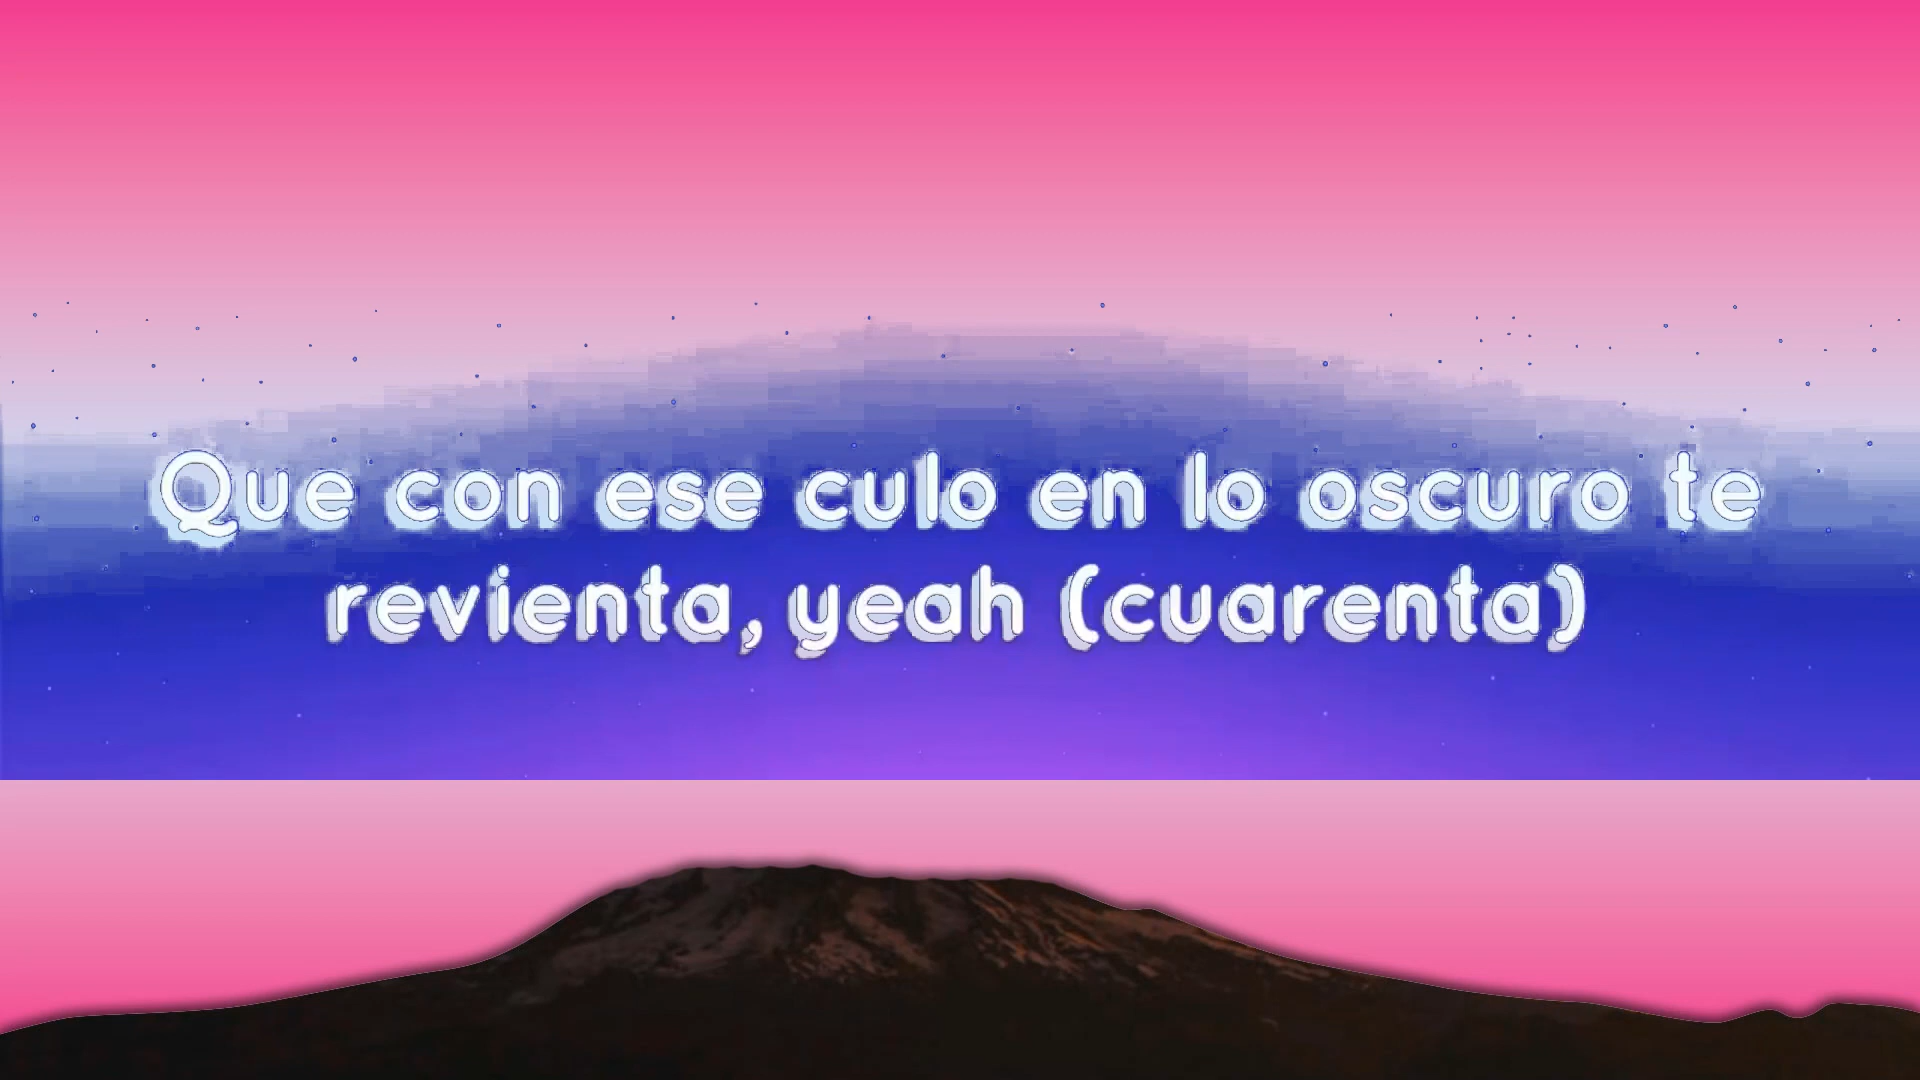 Que con ese culo en lo oscuro te
revienta, yeah (cuarenta)